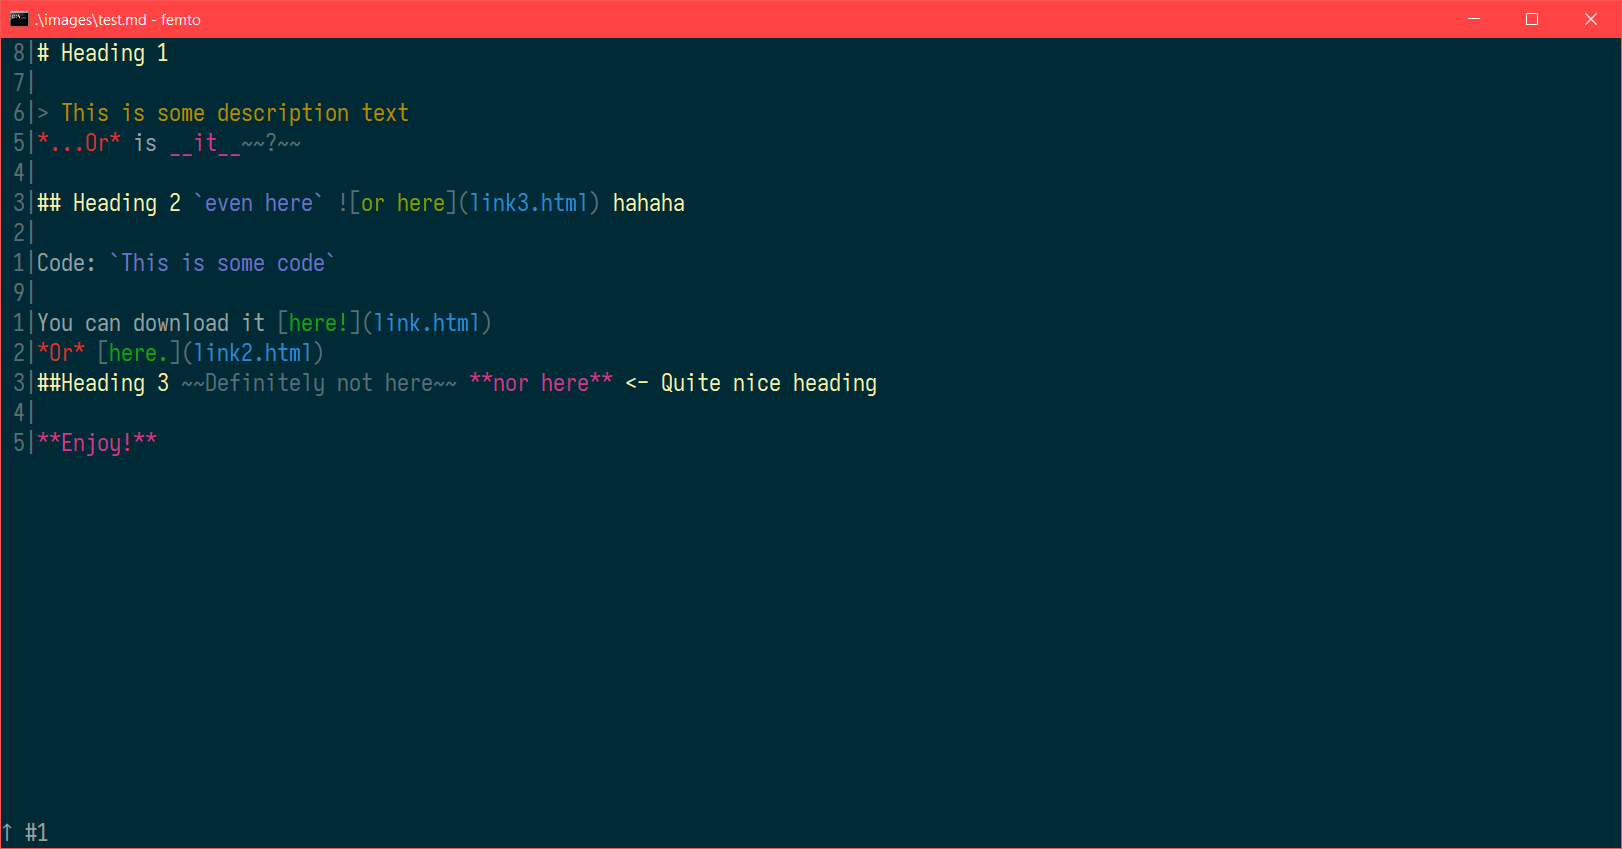 .\images\test.md - femto
8|# Heading 1
7|
6|> This is some description text
5|*...Or* is __it__~~?~~
4|
3|## Heading 2 `even here` ![or here](link3.html) hahaha
2|
1|Code: `This is some code`
9|
1|You can download it [here!](link.html)
2|*Or* [here.](link2.html)
3|##Heading 3 ~~Definitely not here~~ **nor here** <- Quite nice heading
4|
5|**Enjoy!**
↑ #1